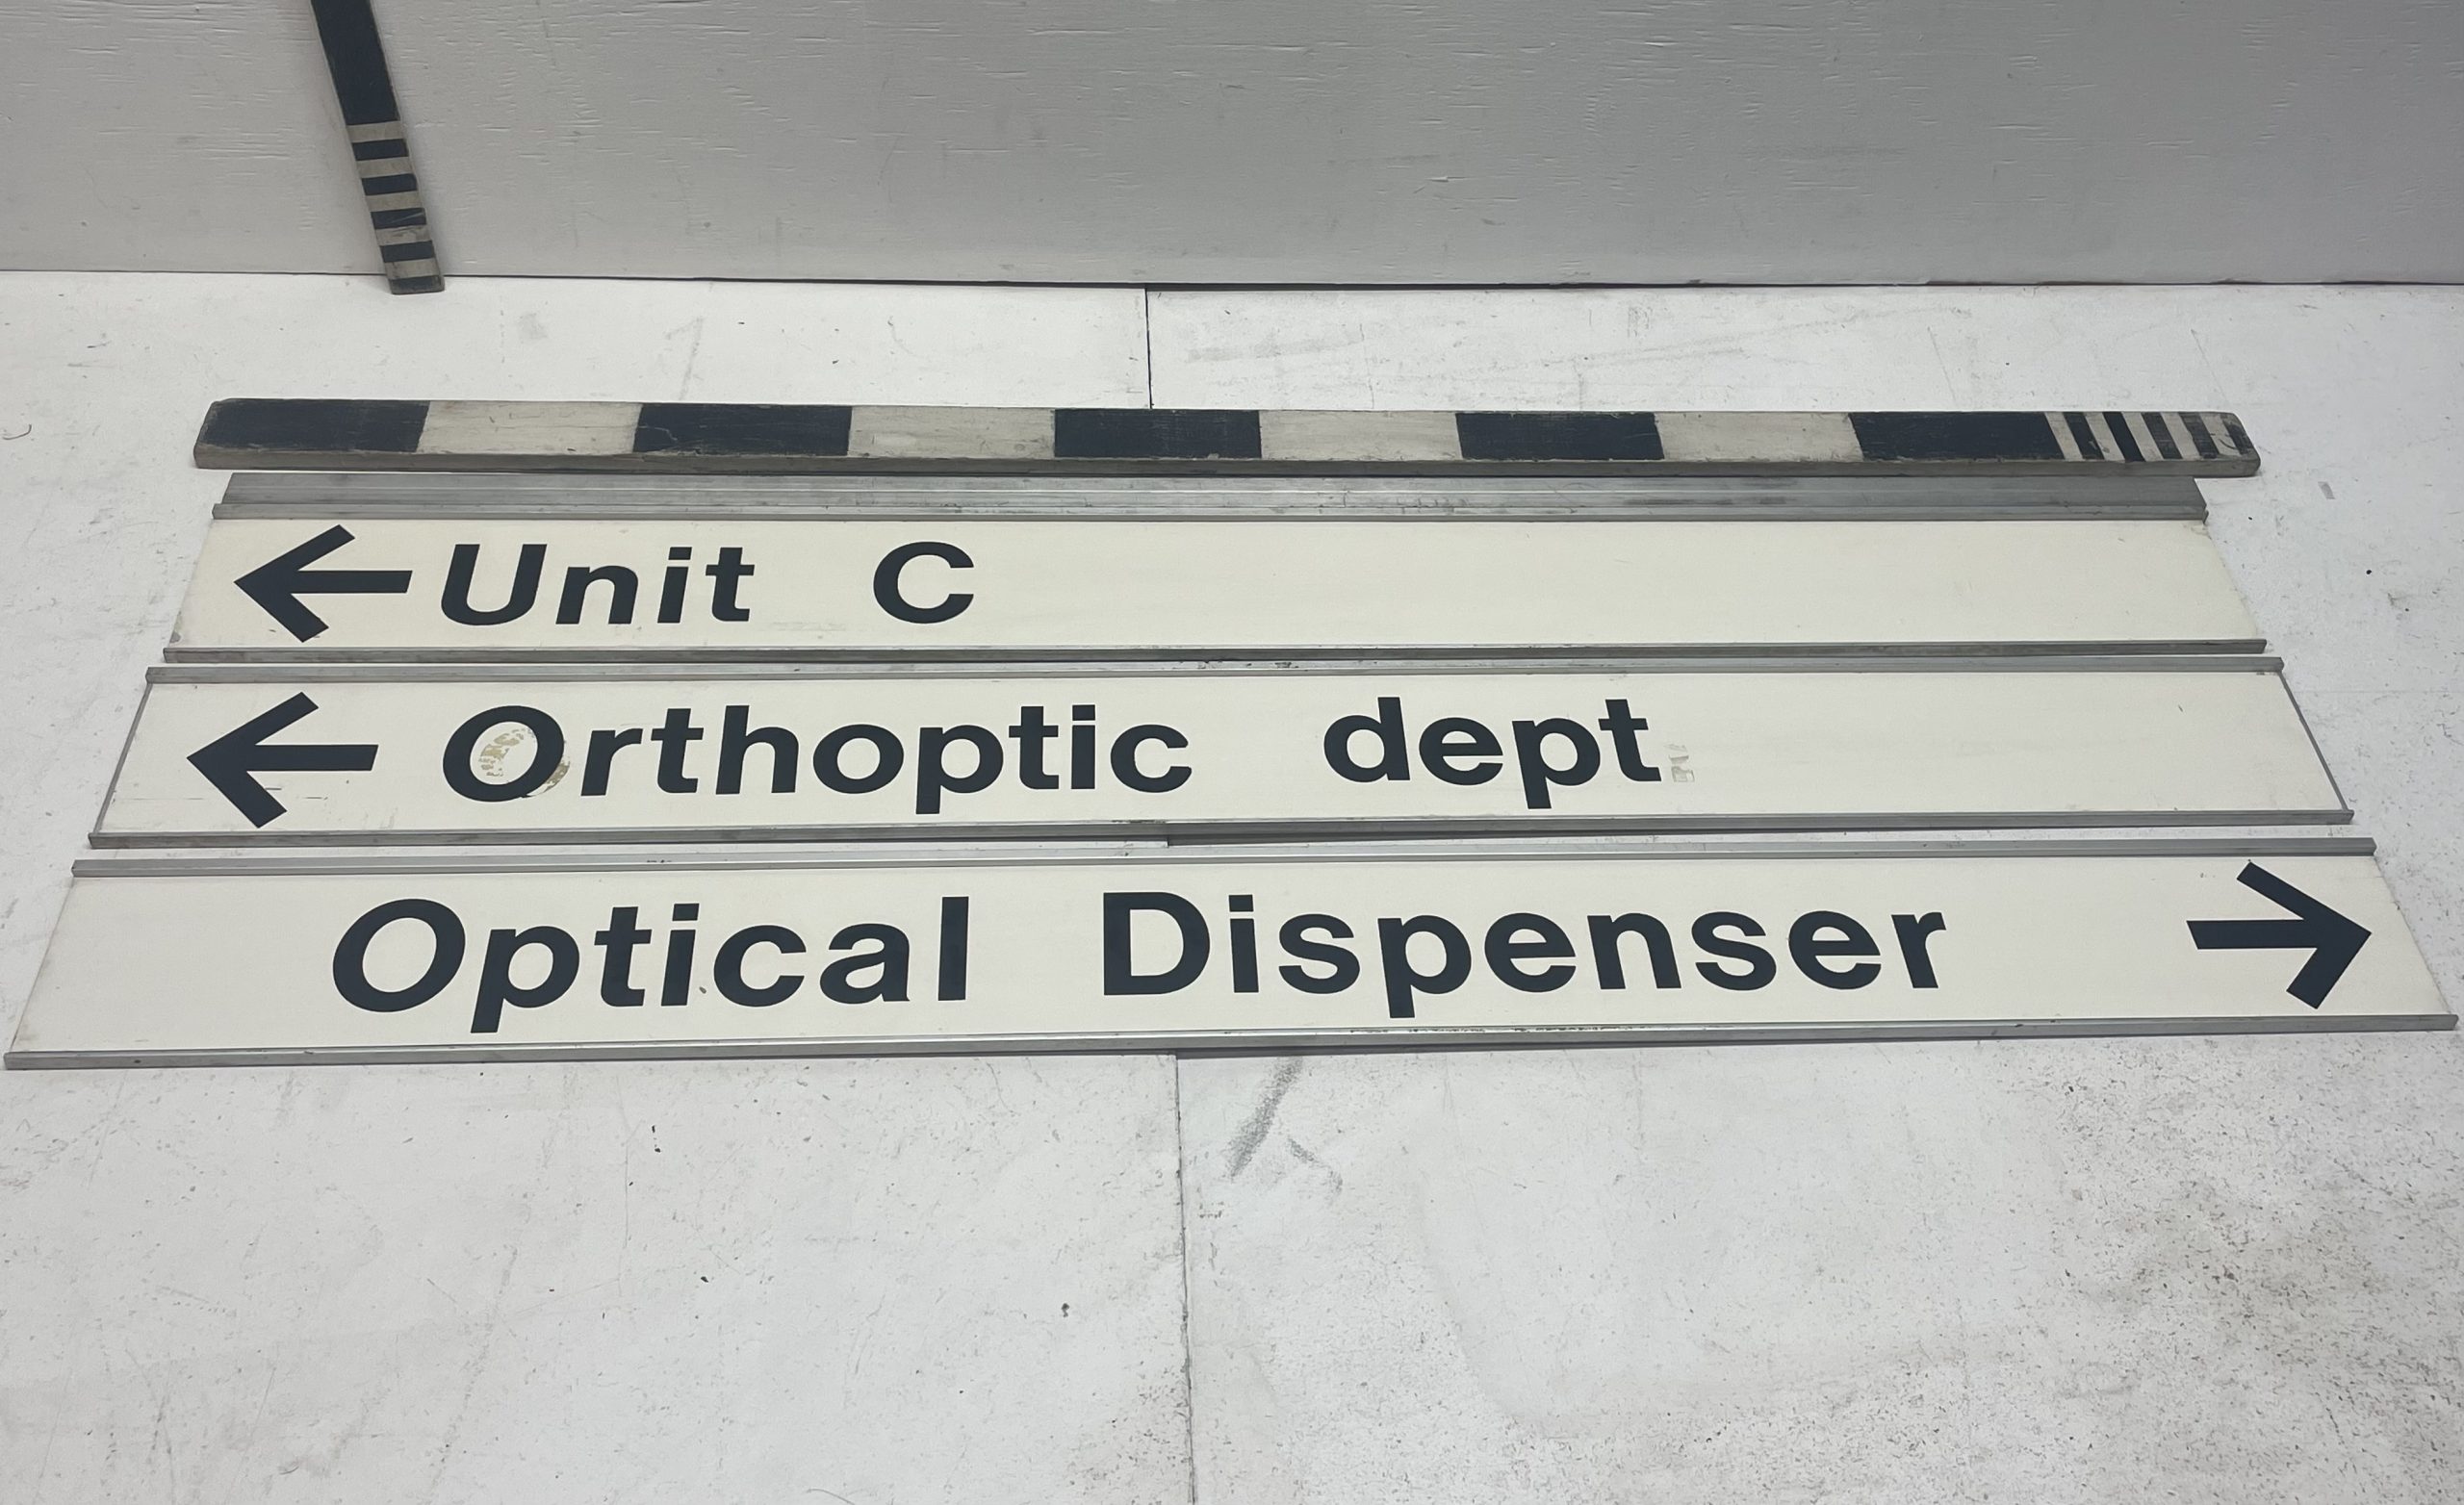 ← Unit C
← Orthoptic dept
Optical Dispenser →